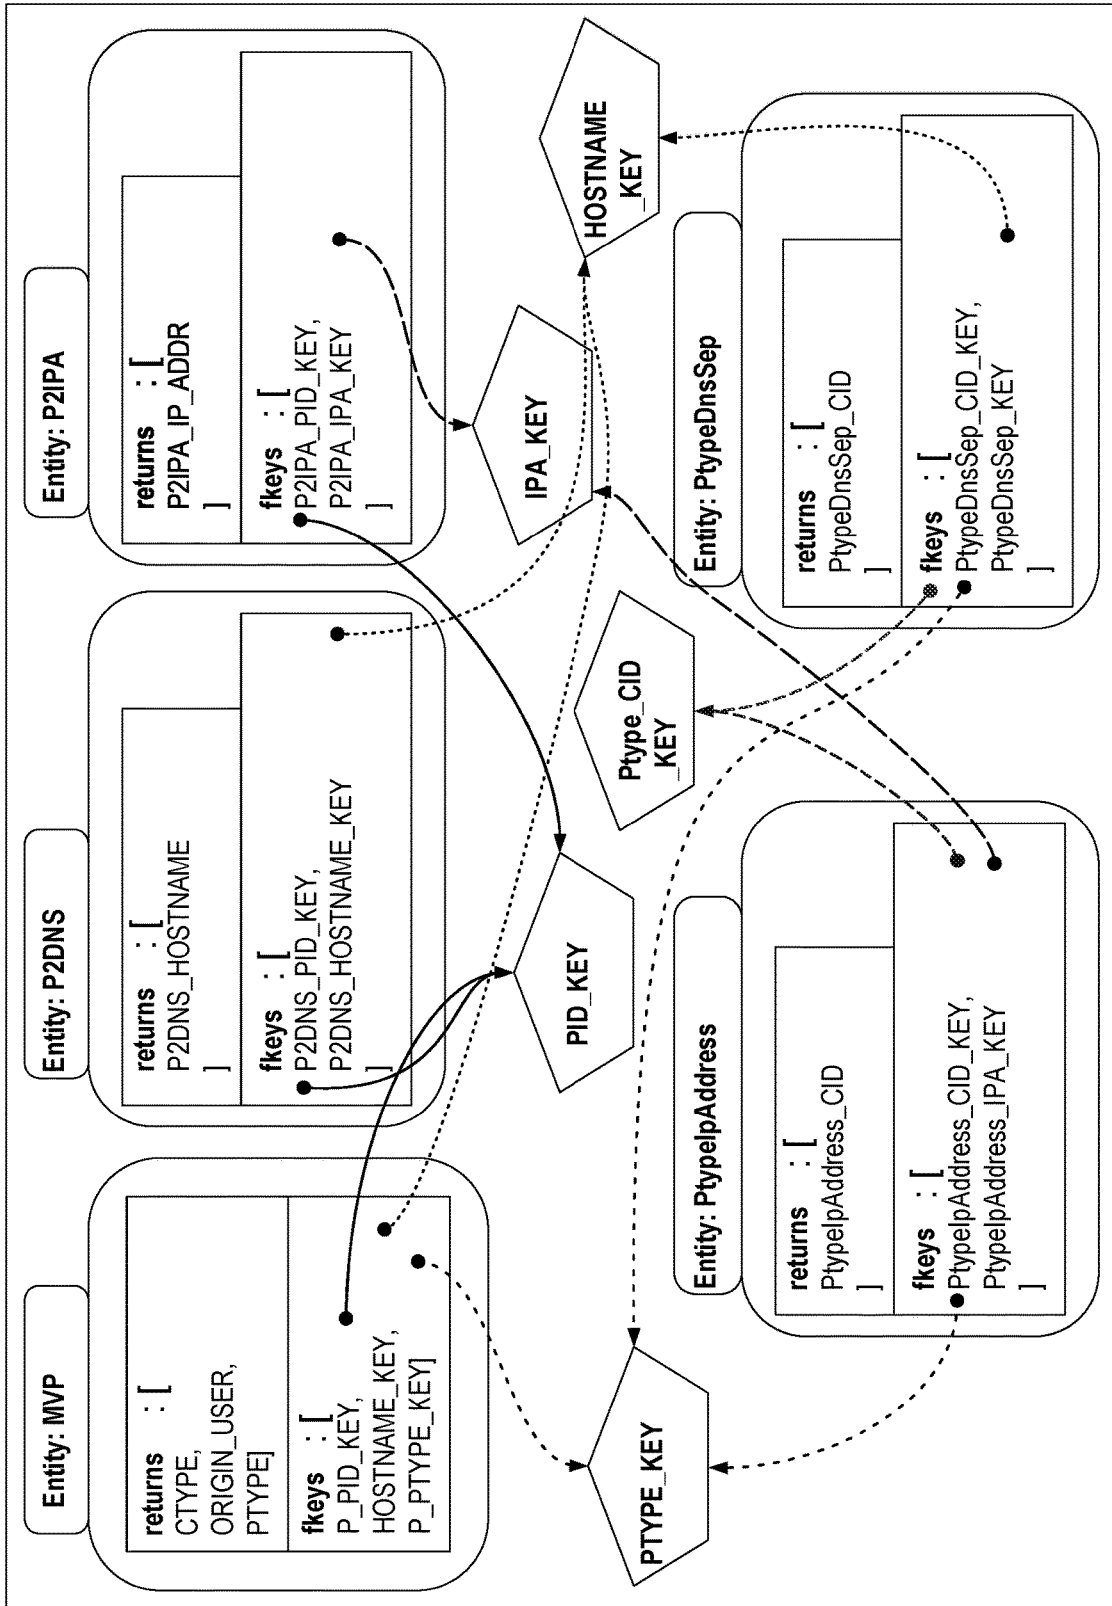 Entity: MVP
returns : [
CTYPE,
ORIGIN_USER,
PTYPE]
fkeys : [
P_PID_KEY,
HOSTNAME_KEY,
P_PTYPE_KEY]
Entity: P2DNS
returns : [
P2DNS_HOSTNAME
]
fkeys : [
P2DNS_PID_KEY,
P2DNS_HOSTNAME_KEY
]
Entity: P2IPA
returns : [
P2IPA_IP_ADDR
]
fkeys : [
P2IPA_PID_KEY,
P2IPA_IPA_KEY
]
PTYPE_KEY
PID_KEY
Ptype_CID
_KEY
IPA_KEY
HOSTNAME
_KEY
Entity: PtypeIpAddress
returns : [
PtypeIpAddress_CID
]
fkeys : [
PtypeIpAddress_CID_KEY,
PtypeIpAddress_IPA_KEY
]
Entity: PtypeDnsSep
returns : [
PtypeDnsSep_CID
]
fkeys : [
PtypeDnsSep_CID_KEY,
PtypeDnsSep_KEY
]